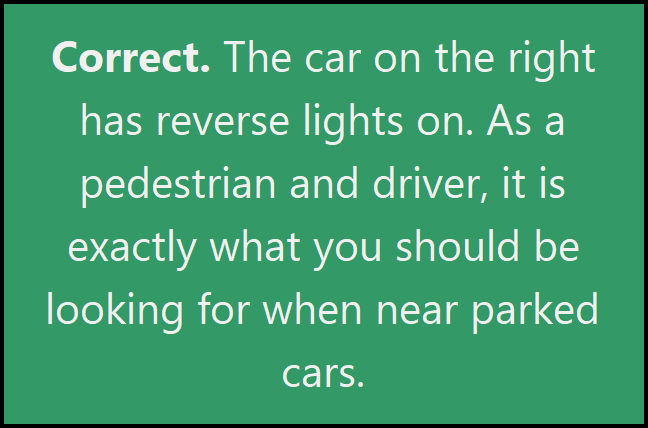 Correct. The car on the right
has reverse lights on. As a
pedestrian and driver, it is
exactly what you should be
looking for when near parked
cars.